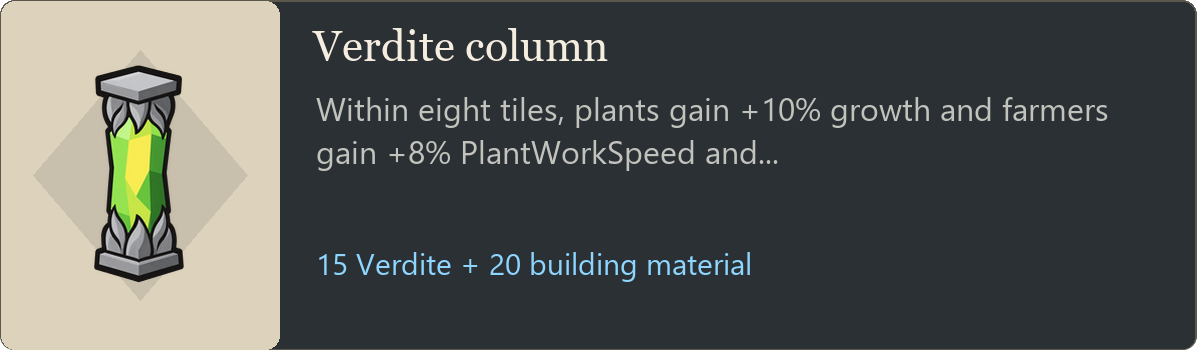 Verdite column
Within eight tiles, plants gain +10% growth and farmers
gain +8% PlantWorkSpeed and...
15 Verdite + 20 building material